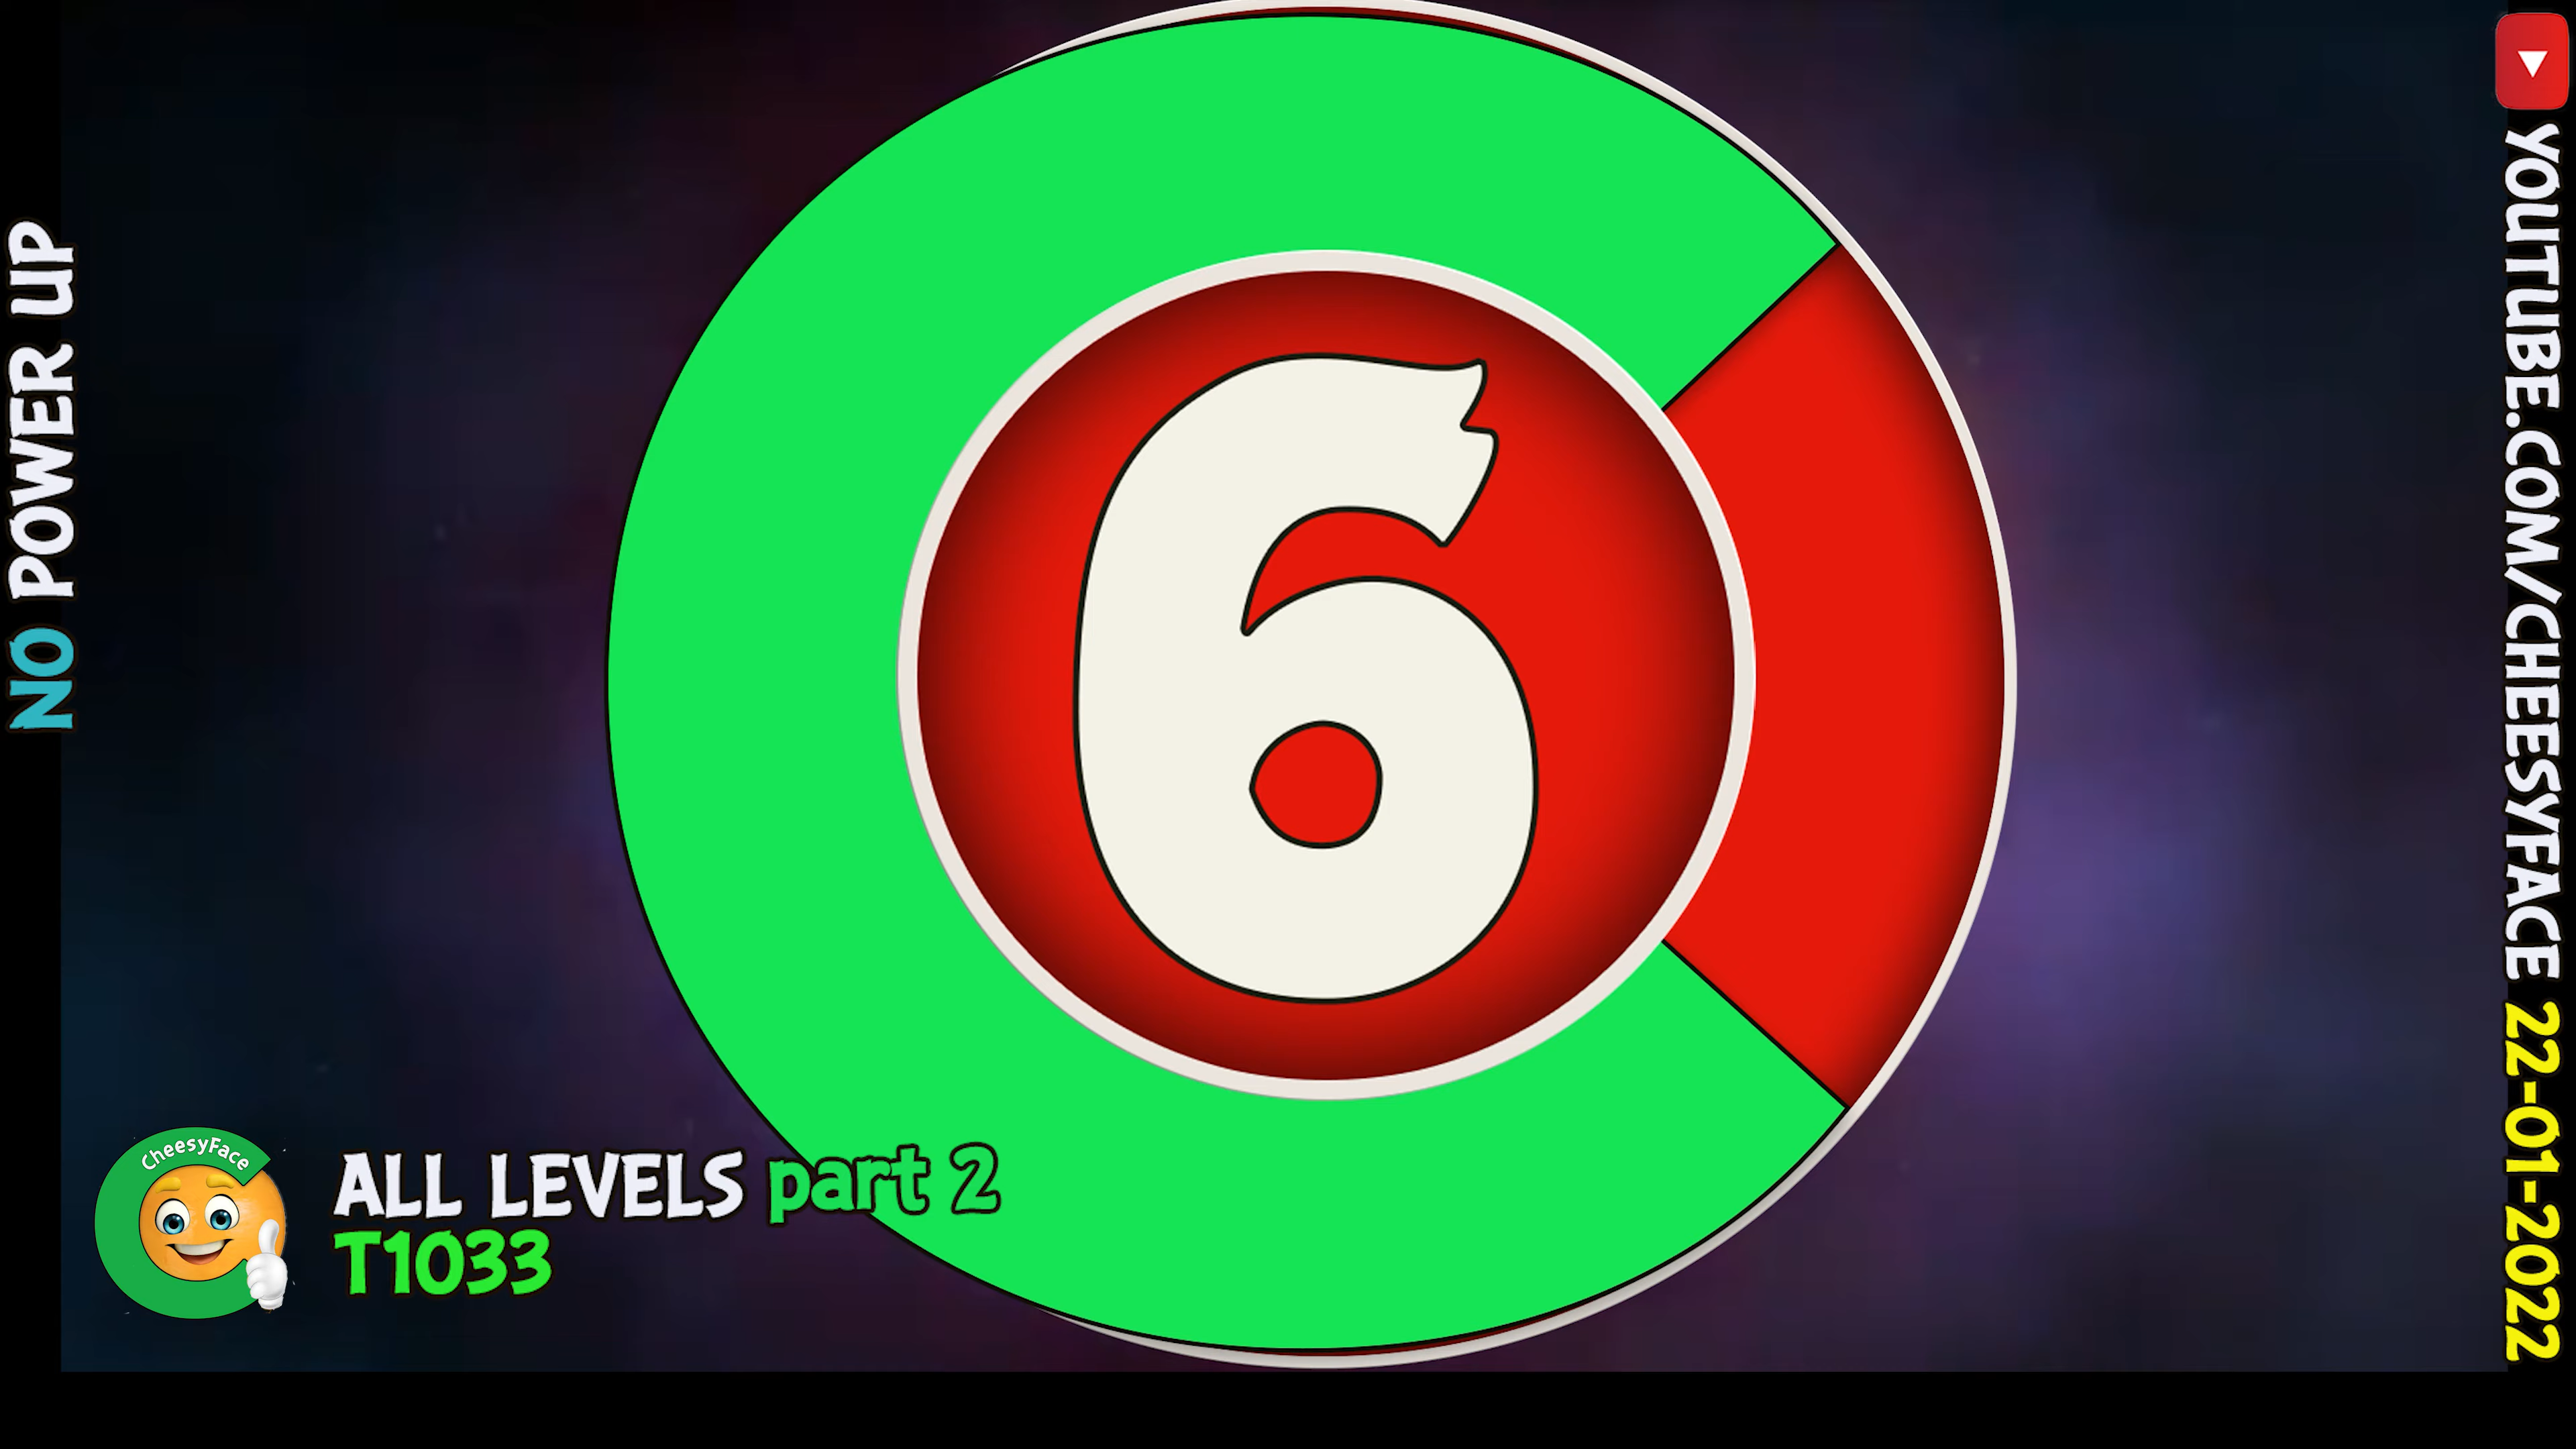 NO POWER UP
6
CheesyFace
ALL LEVELS part 2
T1033
YOUTUBE.COM/CHEESYFACE 22-01-2022